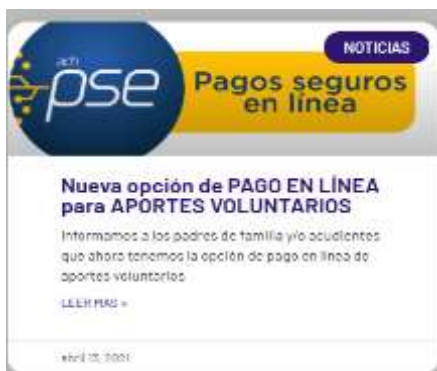 NOTICIAS
ach
pse
Pagos seguros
en línea
Nueva opción de PAGO EN LÍNEA
para APORTES VOLUNTARIOS
Informamos a los padres de familia y/o acudientes
que ahora tenemos la opción de pago en línea de
aportes voluntarios
LEER MÁS »
abril 13, 2021